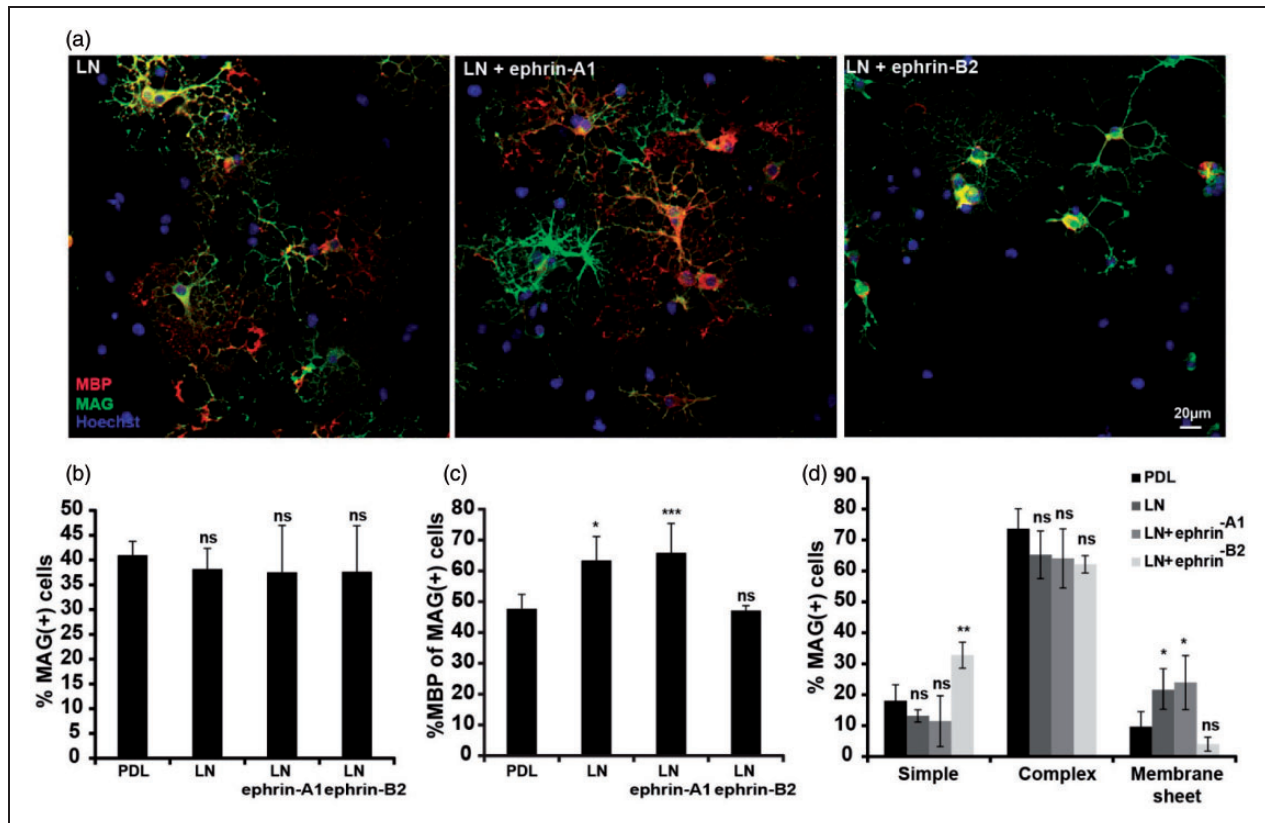 (a)
LN
LN + ephrin-A1
LN + ephrin-B2
MBP
MAG
Hoechst
20µm
(b)
% MAG(+) cells
50
45
40
35
30
25
20
15
10
5
0
ns
ns
ns
PDL
LN
LN
ephrin-A1
LN
ephrin-B2
(c)
%MBP of MAG(+) cells
80
70
60
50
40
30
20
10
0
*
***
ns
PDL
LN
LN
ephrin-A1
LN
ephrin-B2
(d)
% MAG(+) cells
90
80
70
60
50
40
30
20
10
0
ns
ns
**
ns
ns
ns
*
*
ns
Simple
Complex
Membrane
sheet
PDL
LN
LN+ephrin-A1
LN+ephrin-B2